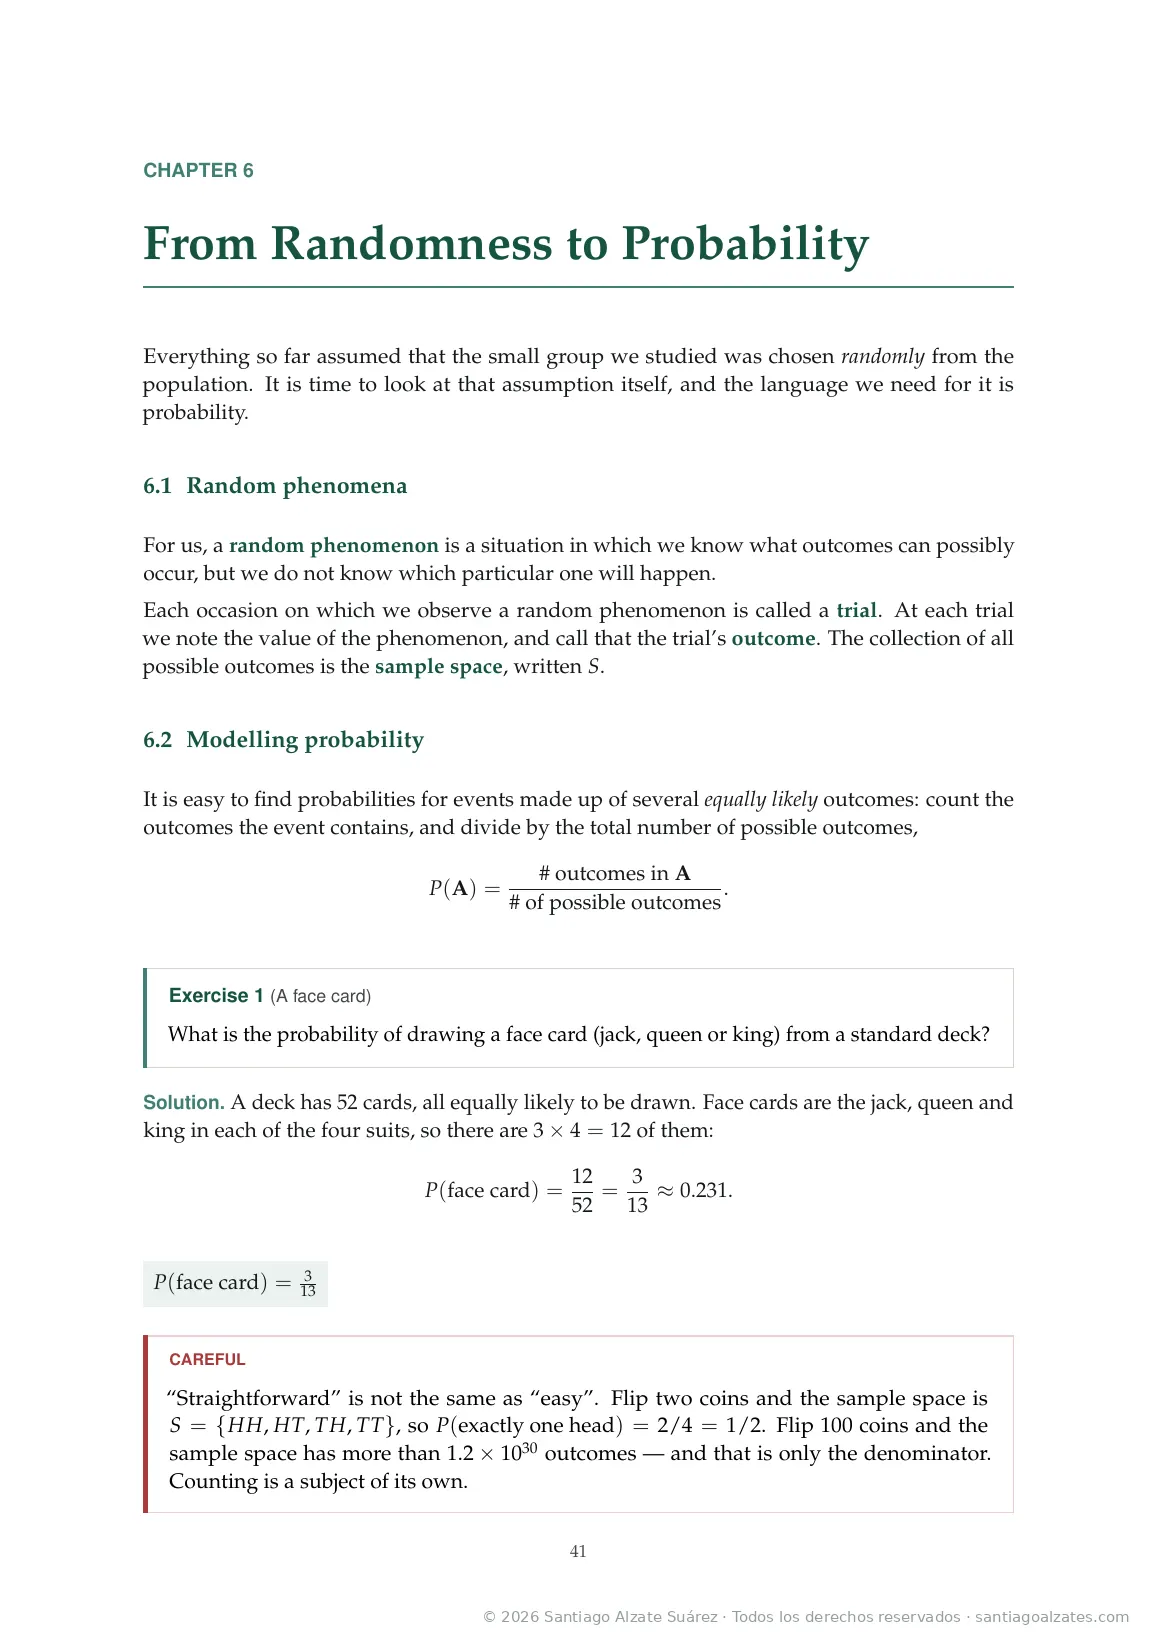 CHAPTER 6
From Randomness to Probability
Everything so far assumed that the small group we studied was chosen randomly from the
population. It is time to look at that assumption itself, and the language we need for it is
probability.
6.1 Random phenomena
For us, a random phenomenon is a situation in which we know what outcomes can possibly
occur, but we do not know which particular one will happen.
Each occasion on which we observe a random phenomenon is called a trial. At each trial
we note the value of the phenomenon, and call that the trial's outcome. The collection of all
possible outcomes is the sample space, written S.
6.2 Modelling probability
It is easy to find probabilities for events made up of several equally likely outcomes: count the
outcomes the event contains, and divide by the total number of possible outcomes,
P(A) = # outcomes in A / # of possible outcomes.
Exercise 1 (A face card)
What is the probability of drawing a face card (jack, queen or king) from a standard deck?
Solution. A deck has 52 cards, all equally likely to be drawn. Face cards are the jack, queen and
king in each of the four suits, so there are 3 × 4 = 12 of them:
P(face card) = 12/52 = 3/13 ≈ 0.231.
P(face card) = 3/13
CAREFUL
“Straightforward” is not the same as “easy”. Flip two coins and the sample space is
S = {HH, HT, TH, TT}, so P(exactly one head) = 2/4 = 1/2. Flip 100 coins and the
sample space has more than 1.2 × 10³⁰ outcomes — and that is only the denominator.
Counting is a subject of its own.
41
© 2026 Santiago Alzate Suárez · Todos los derechos reservados · santiagoalzates.com